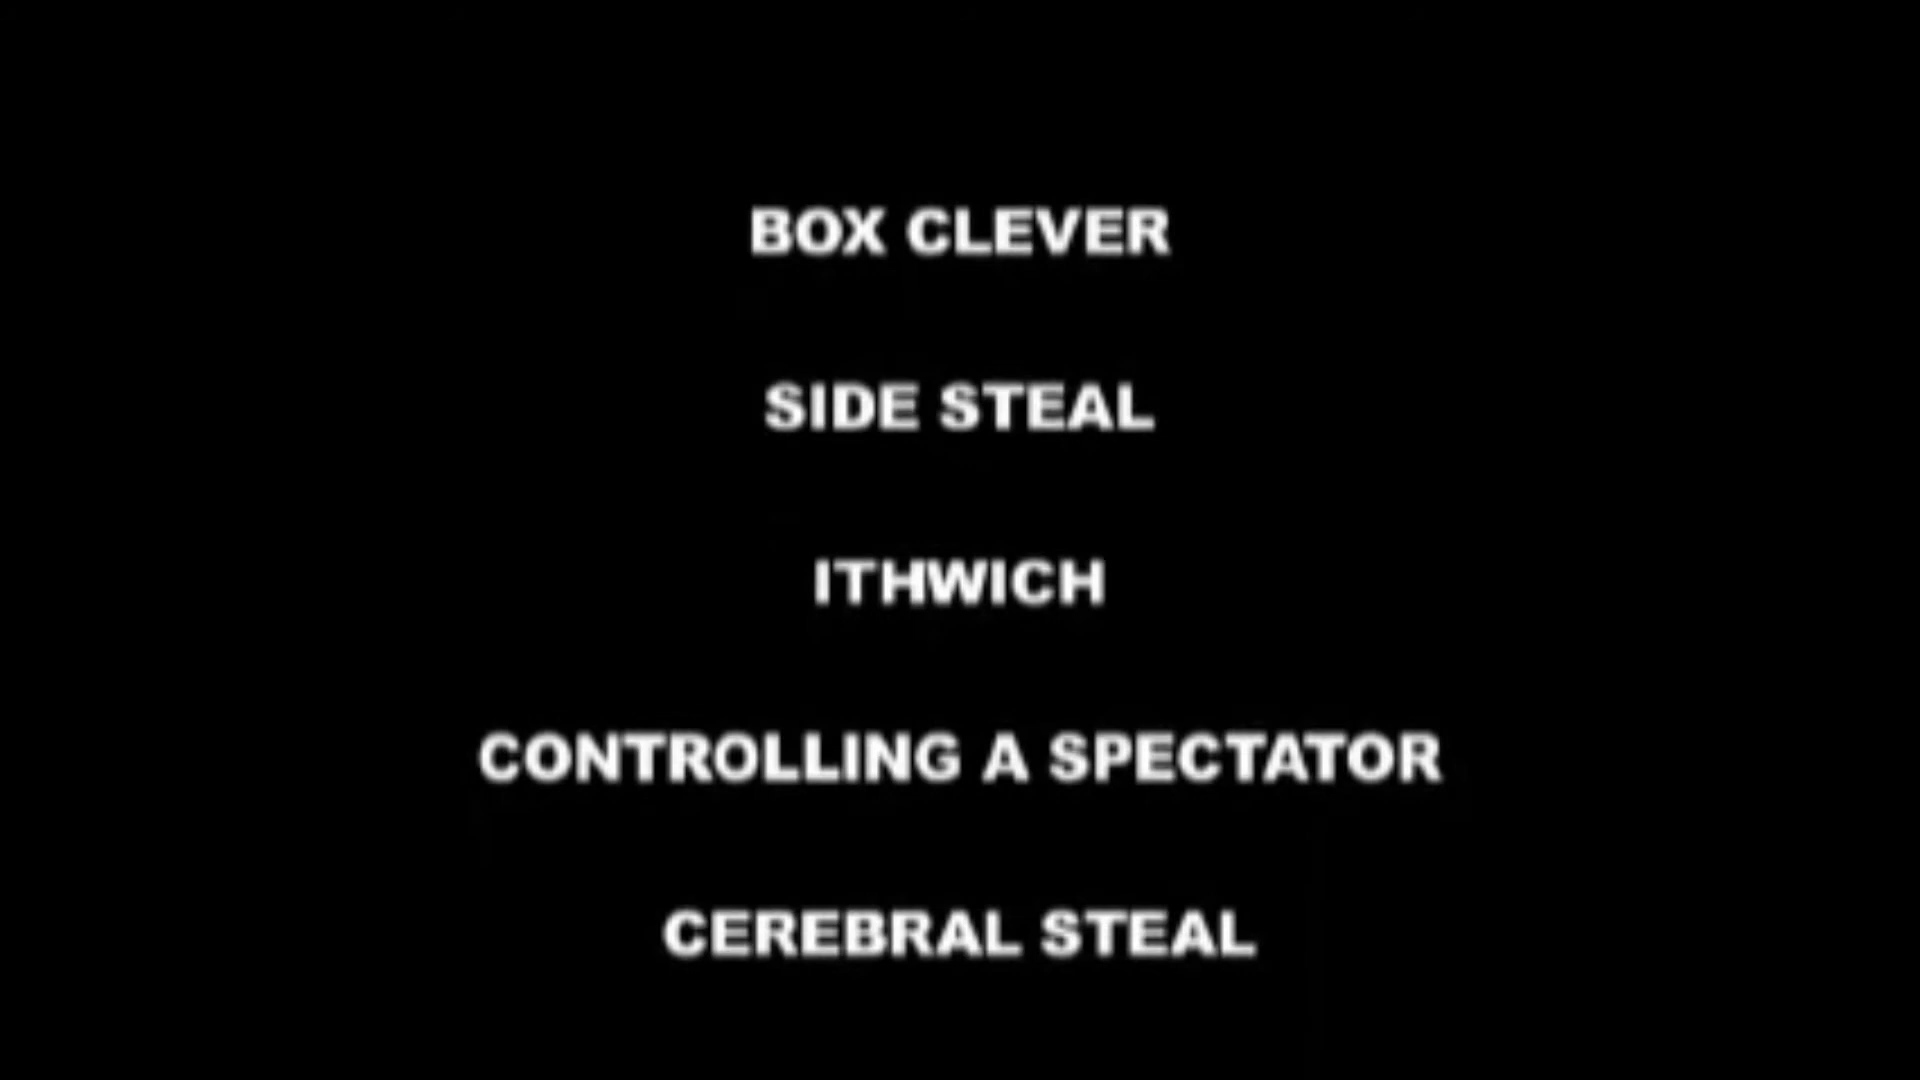 BOX CLEVER
SIDE STEAL
ITHWICH
CONTROLLING A SPECTATOR
CEREBRAL STEAL